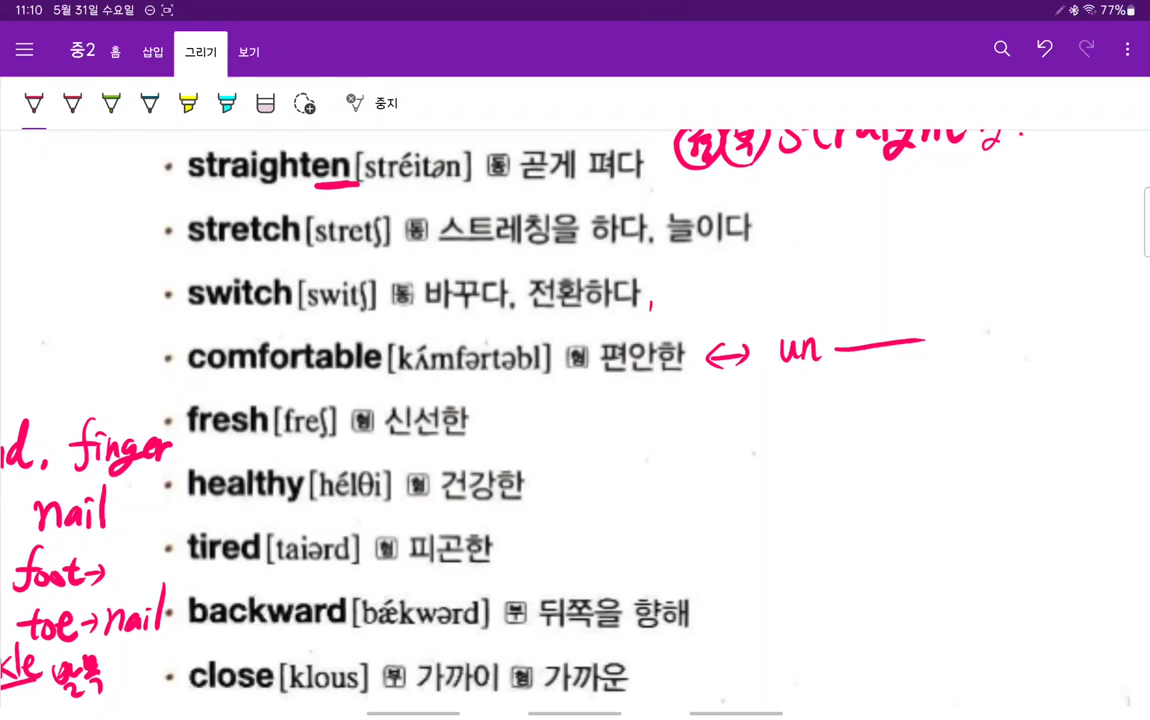 11:10 5월 31일 수요일 77%
중2 홈 삽입 그리기 보기
중지
straight
straighten[stréitən] 동 곧게 펴다
stretch[stretʃ] 동 스트레칭을 하다, 늘이다
switch[switʃ] 동 바꾸다, 전환하다,
comfortable[kʌ́mfərtəbl] 형 편안한 ↔ un
fresh[freʃ] 형 신선한
d, finger
healthy[hélθi] 형 건강한
nail
tired[taiərd] 형 피곤한
foot→
backward[bǽkwərd] 부 뒤쪽을 향해
toe→nail
close[klous] 부 가까이 형 가까운
kle 발목